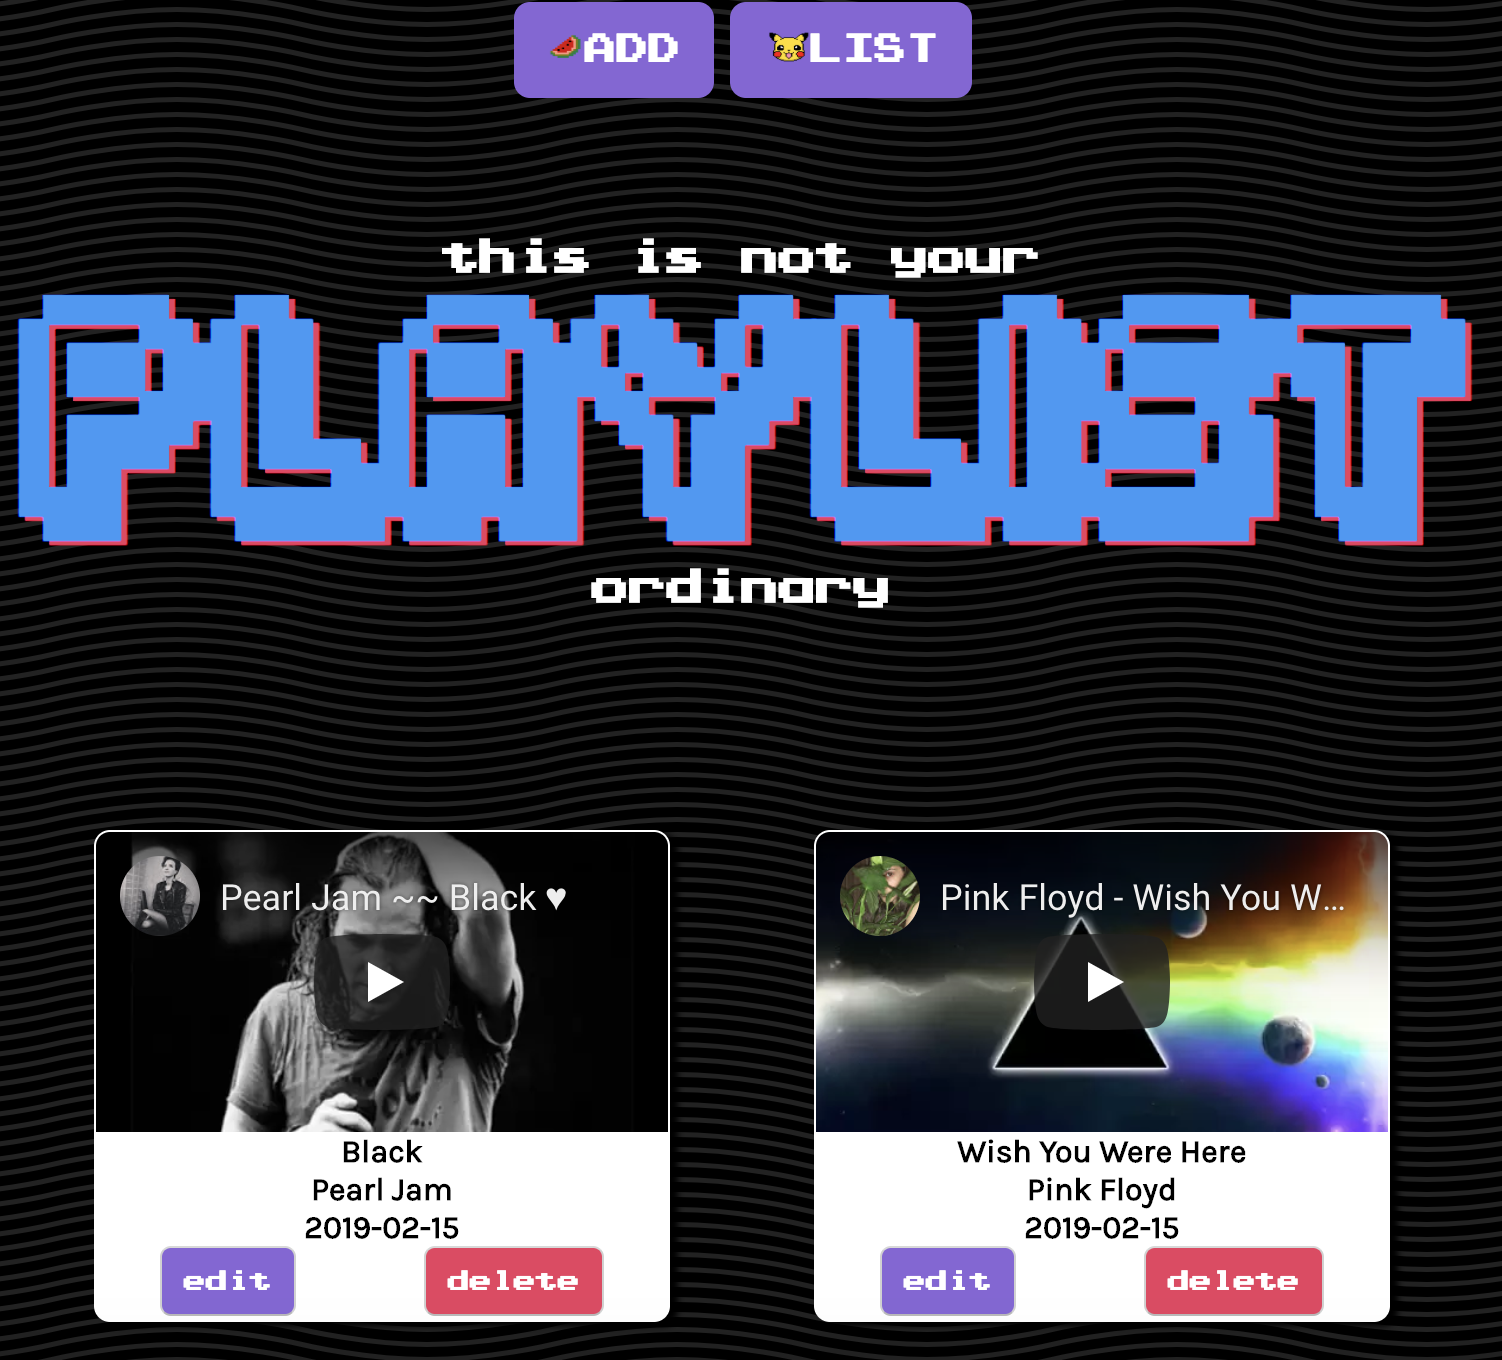 ADD
LIST
this is not your
PLAYLIST
ordinary
Pearl Jam ~~ Black ♥
Pink Floyd - Wish You W...
Black
Pearl Jam
2019-02-15
edit
delete
Wish You Were Here
Pink Floyd
2019-02-15
edit
delete